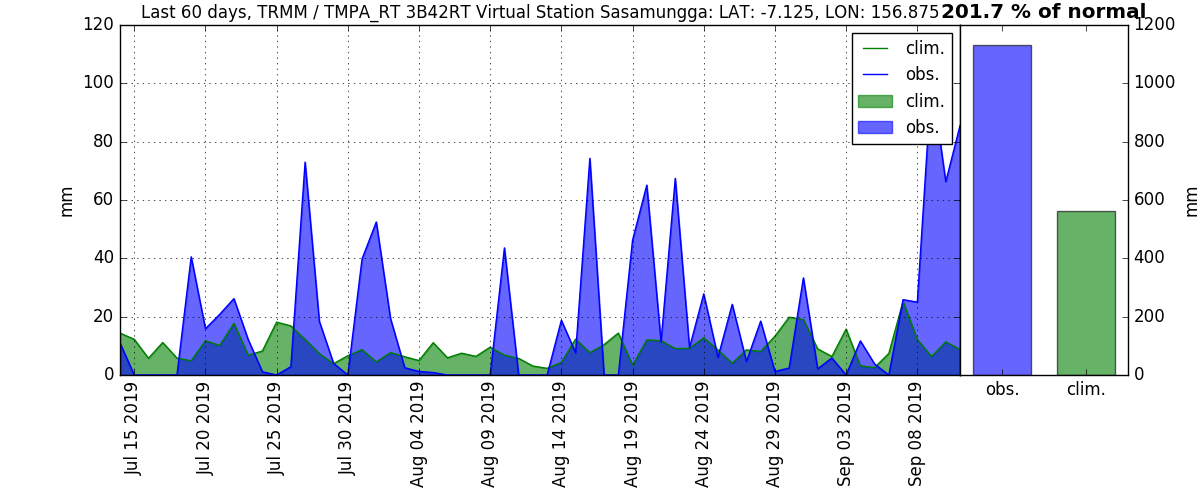 Last 60 days, TRMM / TMPA_RT 3B42RT Virtual Station Sasamungga: LAT: -7.125, LON: 156.875
201.7 % of normal
120
100
80
60
40
20
0
mm
clim.
obs.
clim.
obs.
1200
1000
800
600
400
200
0
mm
Jul 15 2019
Jul 20 2019
Jul 25 2019
Jul 30 2019
Aug 04 2019
Aug 09 2019
Aug 14 2019
Aug 19 2019
Aug 24 2019
Aug 29 2019
Sep 03 2019
Sep 08 2019
obs.
clim.